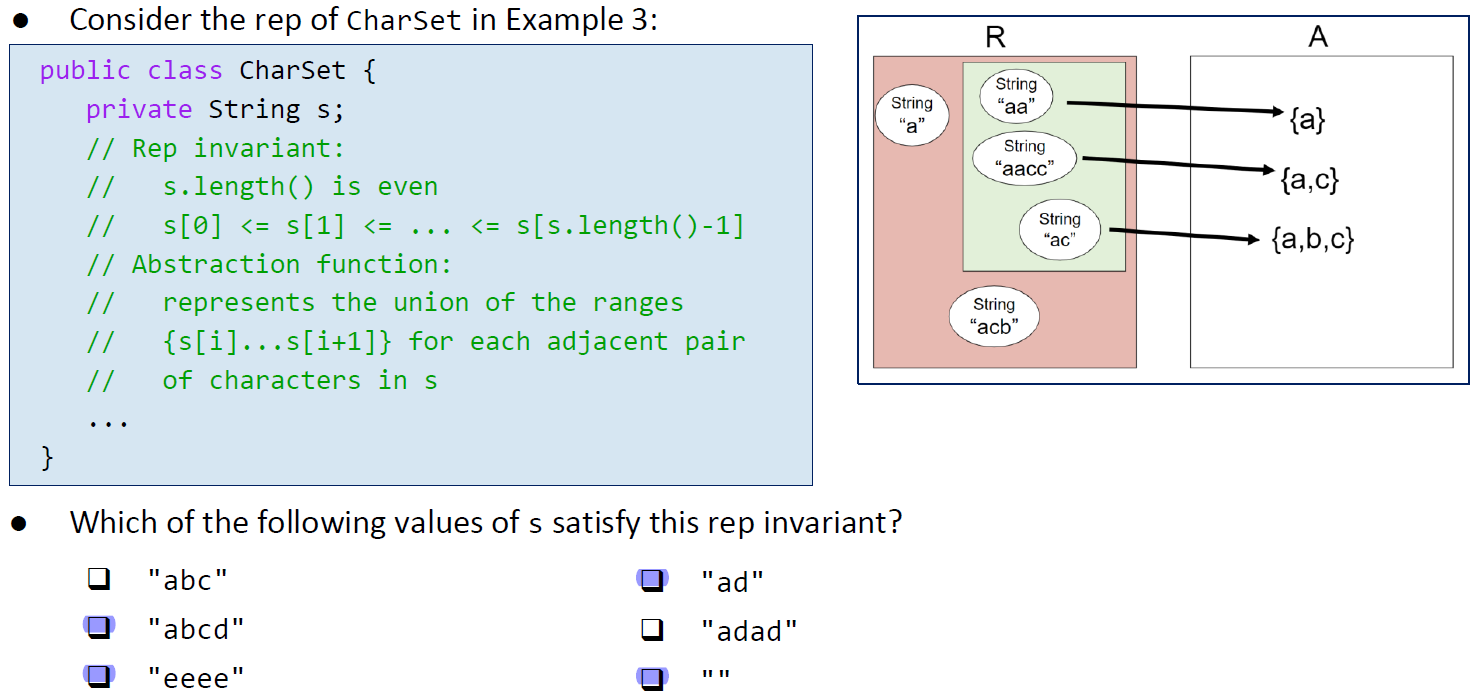 ● Consider the rep of CharSet in Example 3:
public class CharSet {
private String s;
// Rep invariant:
// s.length() is even
// s[0] <= s[1] <= ... <= s[s.length()-1]
// Abstraction function:
// represents the union of the ranges
// {s[i]...s[i+1]} for each adjacent pair
// of characters in s
...
}
R
A
String
"a"
String
“aa”
{a}
String
“aacc”
{a,c}
String
“ac”
{a,b,c}
String
“acb”
● Which of the following values of s satisfy this rep invariant?
❑ "abc"
❑ "abcd"
❑ "eeee"
❑ "ad"
❑ "adad"
❑ ""